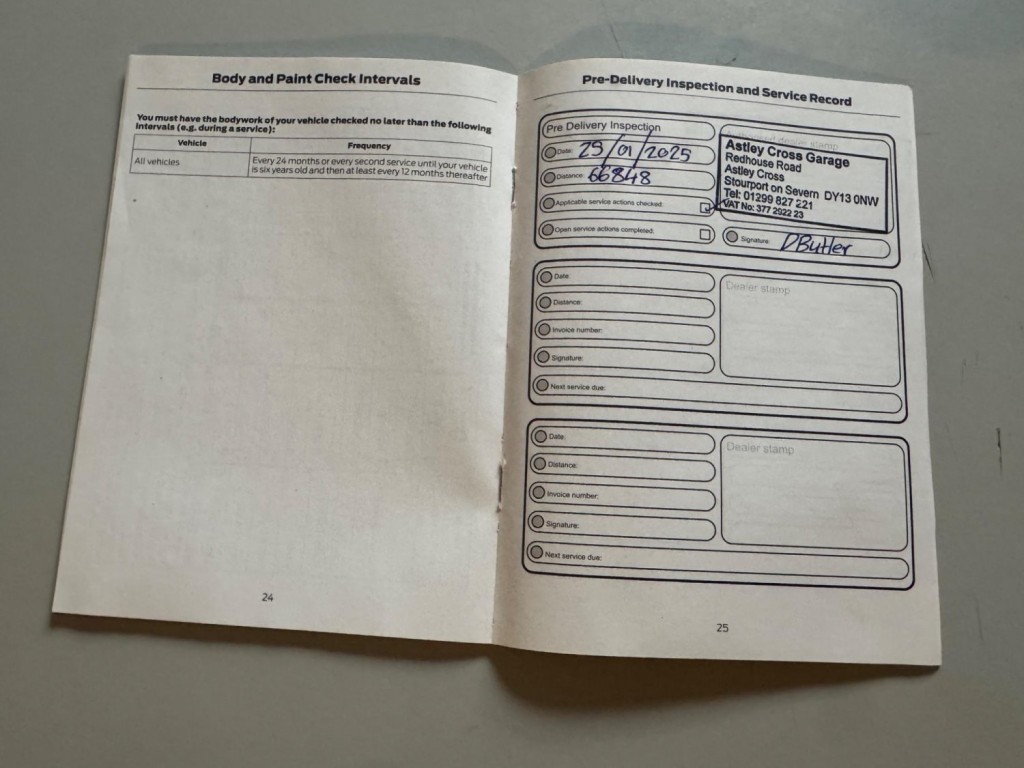 Body and Paint Check Intervals
You must have the bodywork of your vehicle checked no later than the following
intervals (e.g. during a service):
Vehicle Frequency
All vehicles Every 24 months or every second service until your vehicle
is six years old and then at least every 12 months thereafter
24
Pre-Delivery Inspection and Service Record
Pre Delivery Inspection
Date: 29/01/2025
Distance: 66848
Applicable service actions checked:
Open service actions completed:
Authorised dealer stamp
Astley Cross Garage
Redhouse Road
Astley Cross
Stourport on Severn DY13 0NW
Tel: 01299 827 221
VAT No: 377 2922 23
Signature: DButler
Date:
Distance:
Invoice number:
Signature:
Next service due:
Dealer stamp
Date:
Distance:
Invoice number:
Signature:
Next service due:
Dealer stamp
25